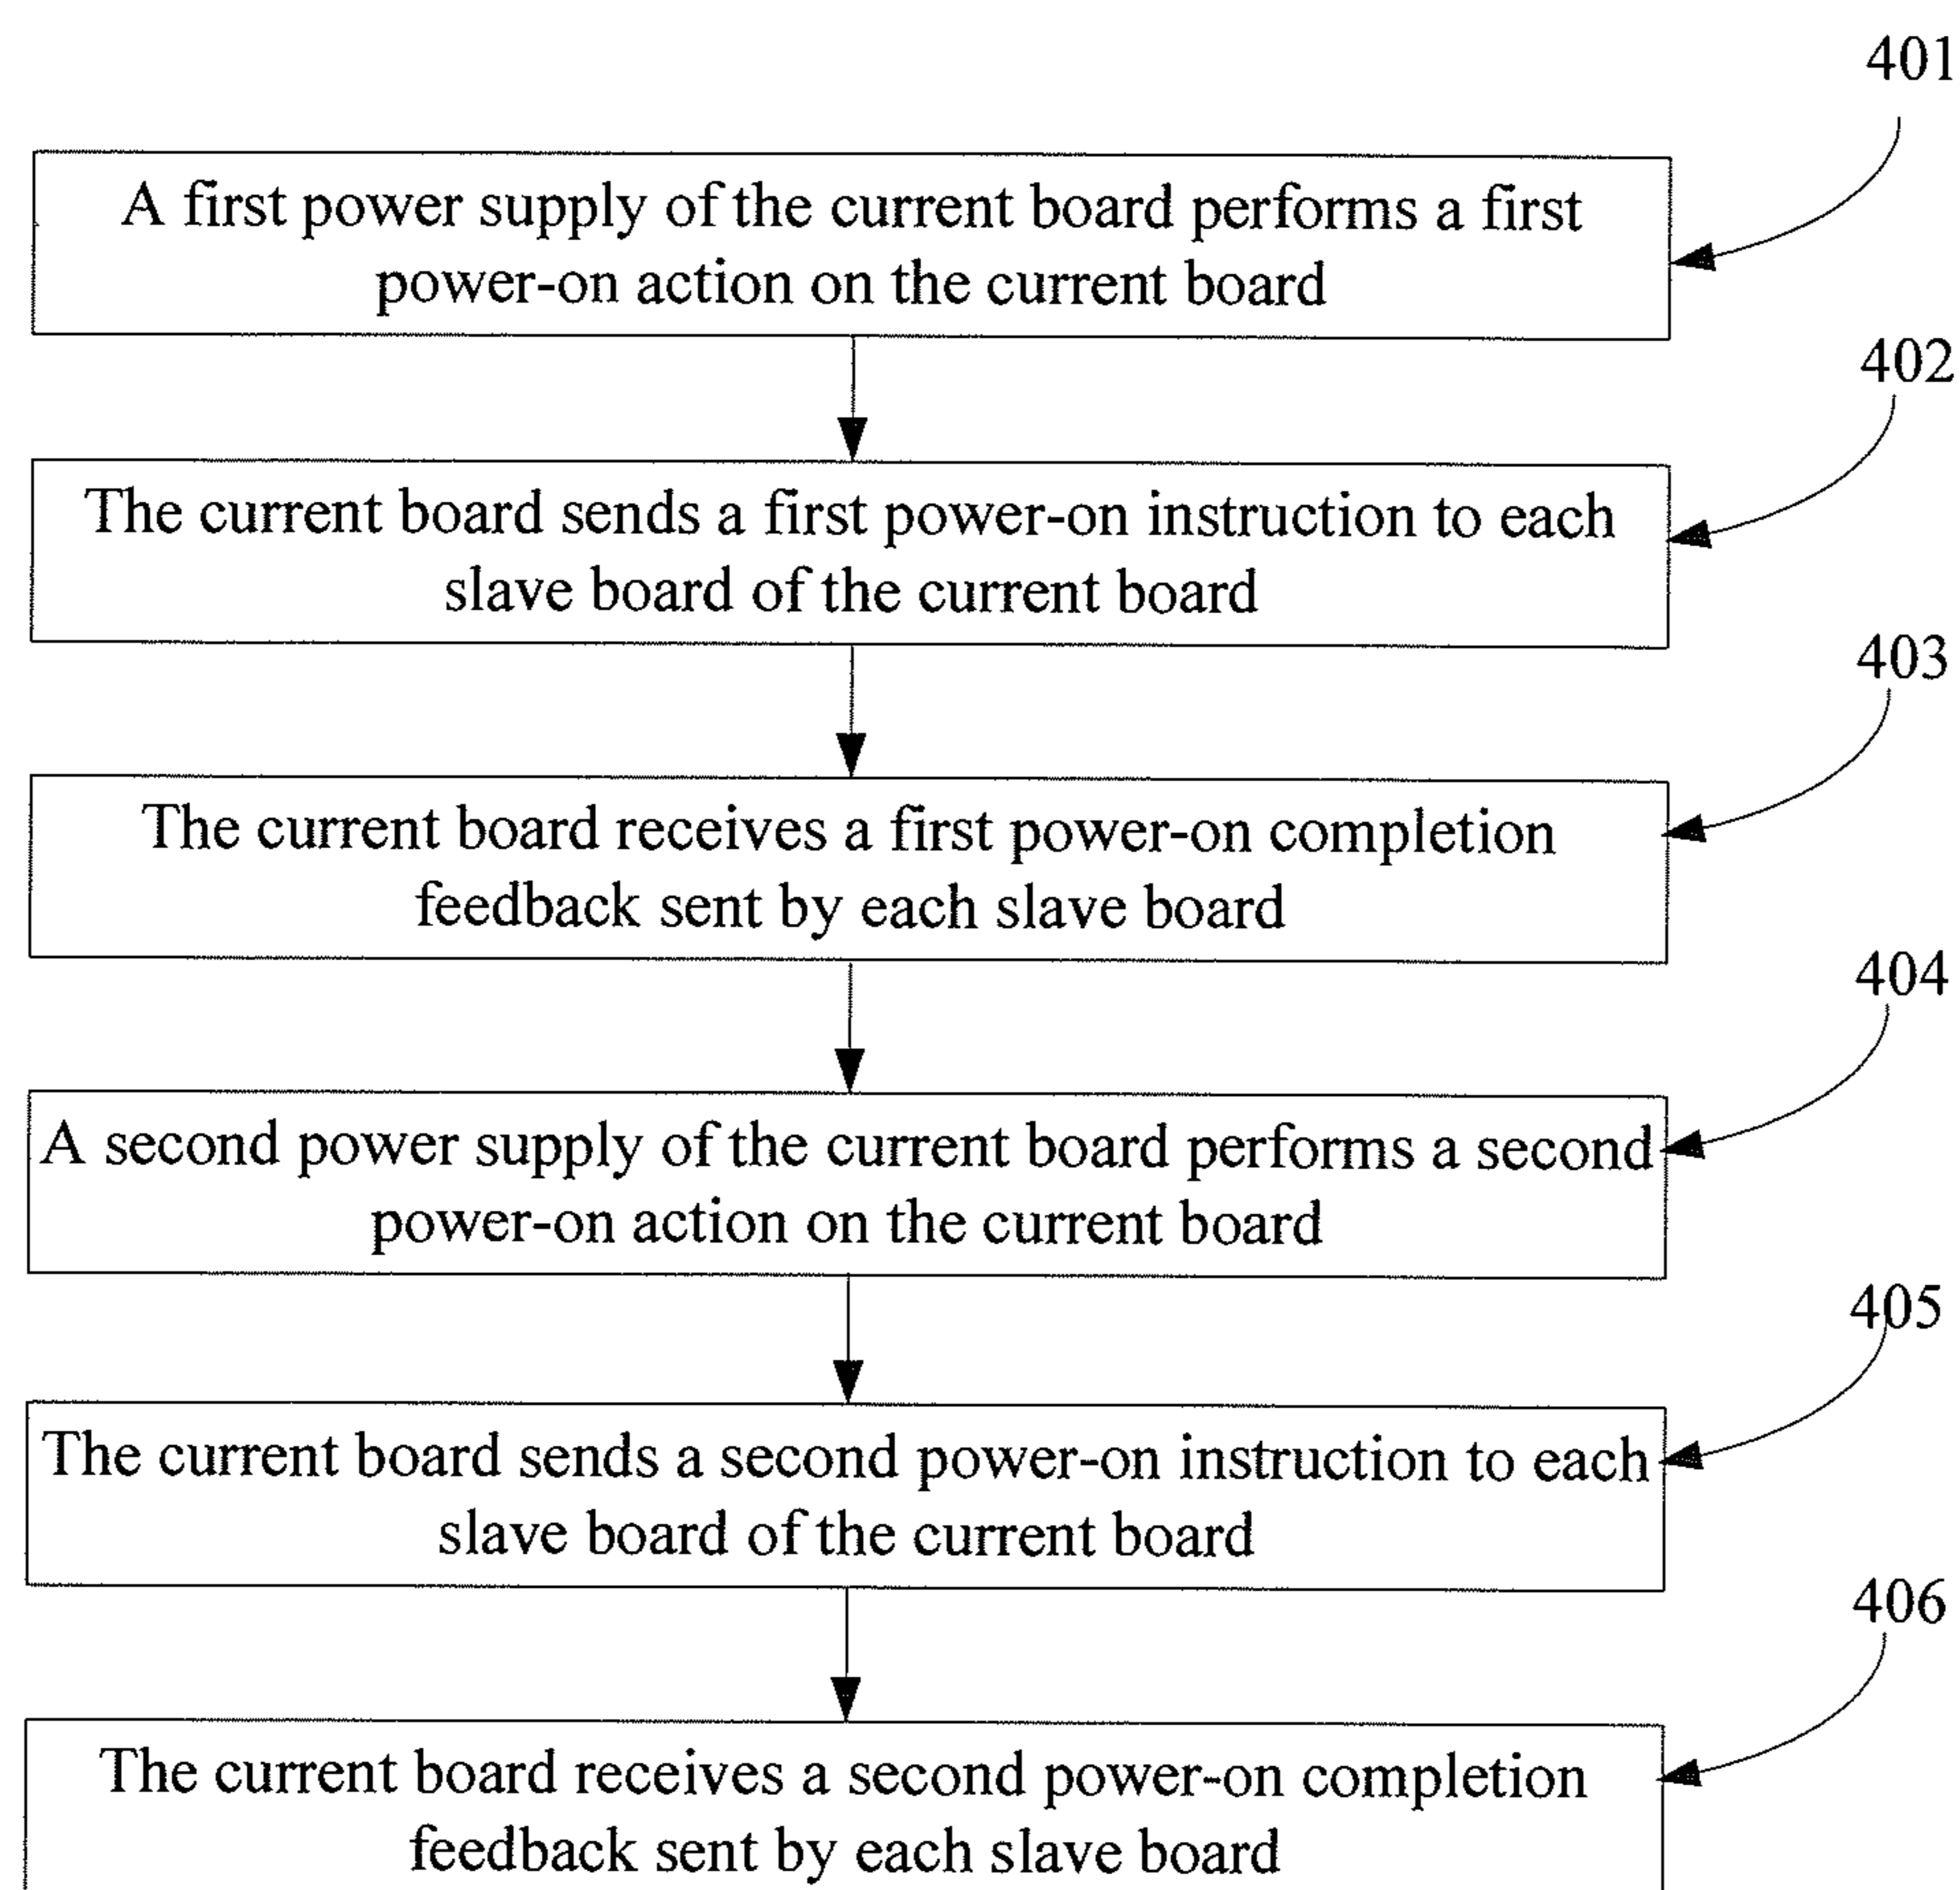 401
A first power supply of the current board performs a first
power-on action on the current board
402
The current board sends a first power-on instruction to each
slave board of the current board
403
The current board receives a first power-on completion
feedback sent by each slave board
404
A second power supply of the current board performs a second
power-on action on the current board
405
The current board sends a second power-on instruction to each
slave board of the current board
406
The current board receives a second power-on completion
feedback sent by each slave board